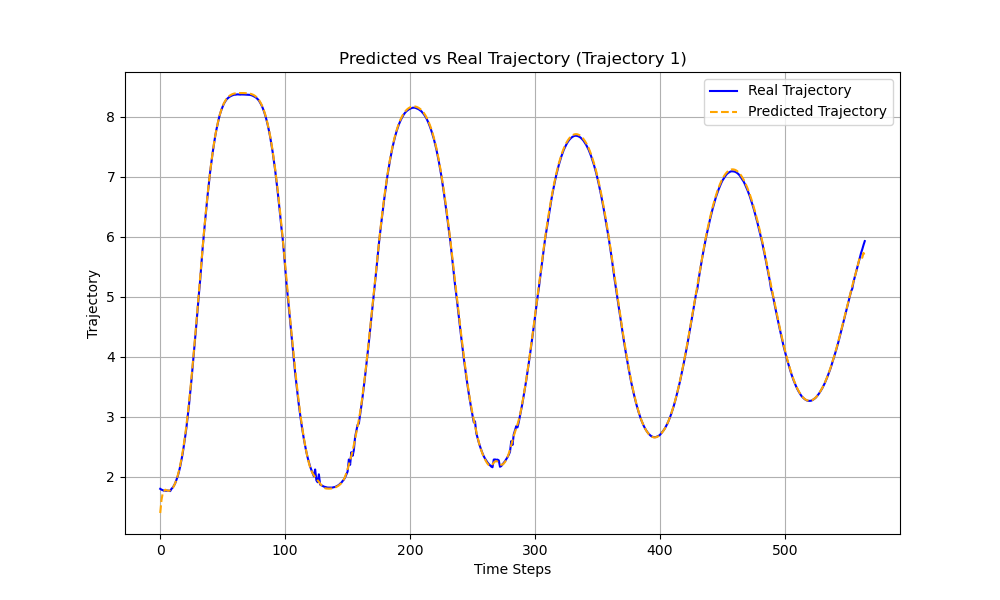 Predicted vs Real Trajectory (Trajectory 1)
Real Trajectory
Predicted Trajectory
Trajectory
8
7
6
5
4
3
2
0 100 200 300 400 500
Time Steps